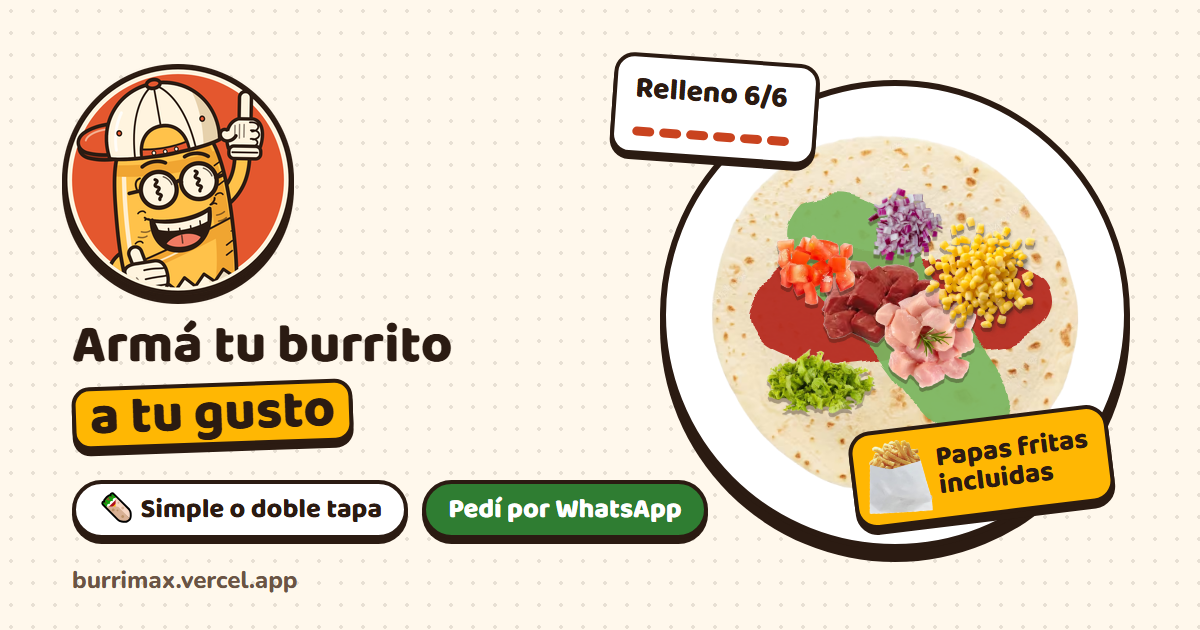 Relleno 6/6
Armá tu burrito
a tu gusto
Simple o doble tapa
Pedí por WhatsApp
Papas fritas
incluidas
burrimax.vercel.app